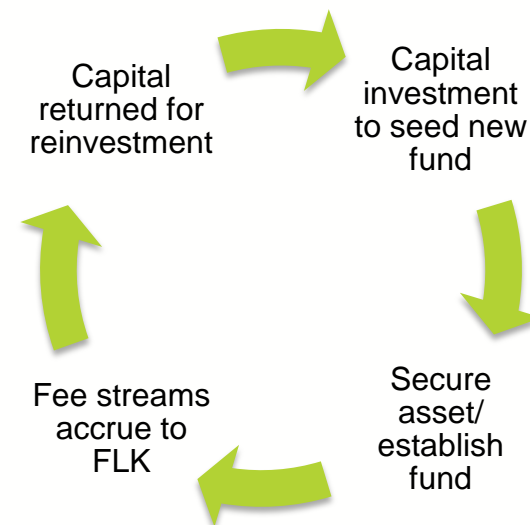 Capital
returned for
reinvestment
Capital
investment
to seed new
fund
Secure
asset/
establish
fund
Fee streams
accrue to
FLK